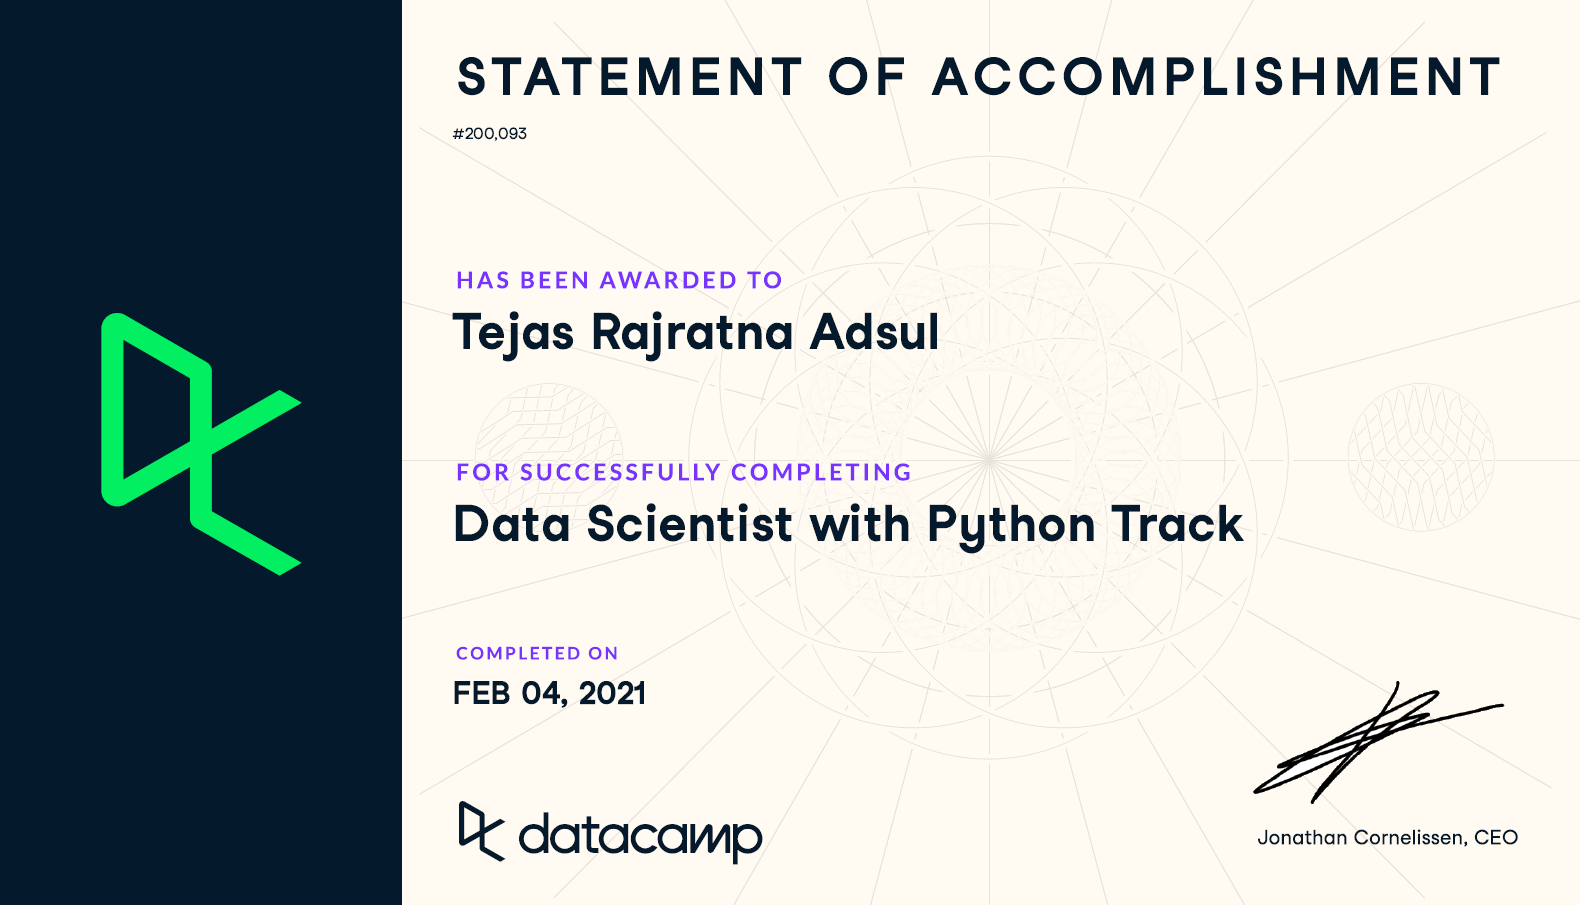 STATEMENT OF ACCOMPLISHMENT
#200,093
HAS BEEN AWARDED TO
Tejas Rajratna Adsul
FOR SUCCESSFULLY COMPLETING
Data Scientist with Python Track
COMPLETED ON
FEB 04, 2021
datacamp
Jonathan Cornelissen, CEO